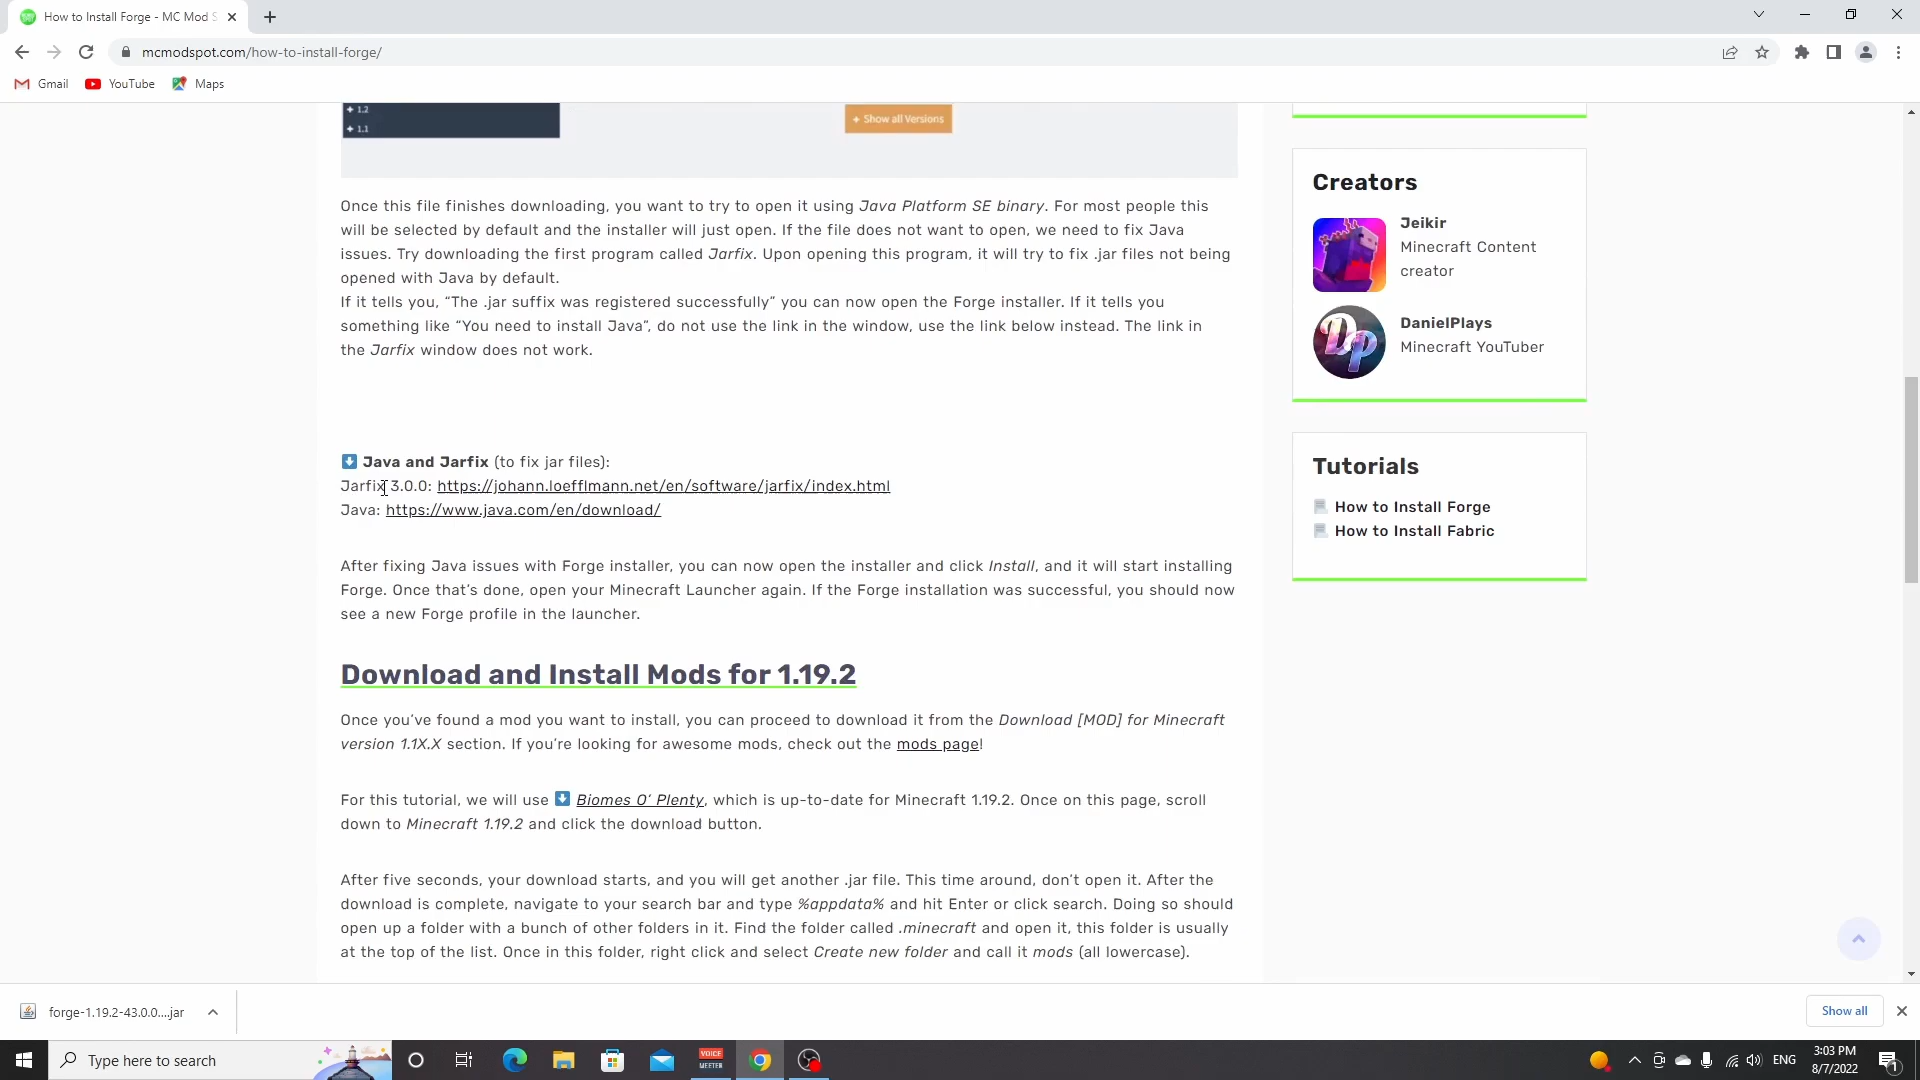 How to Install Forge - MC Mod S
mcmodspot.com/how-to-install-forge/
Gmail
YouTube
Maps
+ 1.2
+ 1.1
+ Show all Versions
Once this file finishes downloading, you want to try to open it using Java Platform SE binary. For most people this
will be selected by default and the installer will just open. If the file does not want to open, we need to fix Java
issues. Try downloading the first program called Jarfix. Upon opening this program, it will try to fix .jar files not being
opened with Java by default.
If it tells you, “The .jar suffix was registered successfully” you can now open the Forge installer. If it tells you
something like “You need to install Java”, do not use the link in the window, use the link below instead. The link in
the Jarfix window does not work.
Java and Jarfix (to fix jar files):
Jarfix 3.0.0: https://johann.loefflmann.net/en/software/jarfix/index.html
Java: https://www.java.com/en/download/
After fixing Java issues with Forge installer, you can now open the installer and click Install, and it will start installing
Forge. Once that’s done, open your Minecraft Launcher again. If the Forge installation was successful, you should now
see a new Forge profile in the launcher.
Download and Install Mods for 1.19.2
Once you’ve found a mod you want to install, you can proceed to download it from the Download [MOD] for Minecraft
version 1.1X.X section. If you’re looking for awesome mods, check out the mods page!
For this tutorial, we will use Biomes O’ Plenty, which is up-to-date for Minecraft 1.19.2. Once on this page, scroll
down to Minecraft 1.19.2 and click the download button.
After five seconds, your download starts, and you will get another .jar file. This time around, don’t open it. After the
download is complete, navigate to your search bar and type %appdata% and hit Enter or click search. Doing so should
open up a folder with a bunch of other folders in it. Find the folder called .minecraft and open it, this folder is usually
at the top of the list. Once in this folder, right click and select Create new folder and call it mods (all lowercase).
Creators
Jeikir
Minecraft Content
creator
DP
DanielPlays
Minecraft YouTuber
Tutorials
How to Install Forge
How to Install Fabric
forge-1.19.2-43.0.0....jar
Show all
Type here to search
VOICE
MEETER
ENG
3:03 PM
8/7/2022
1